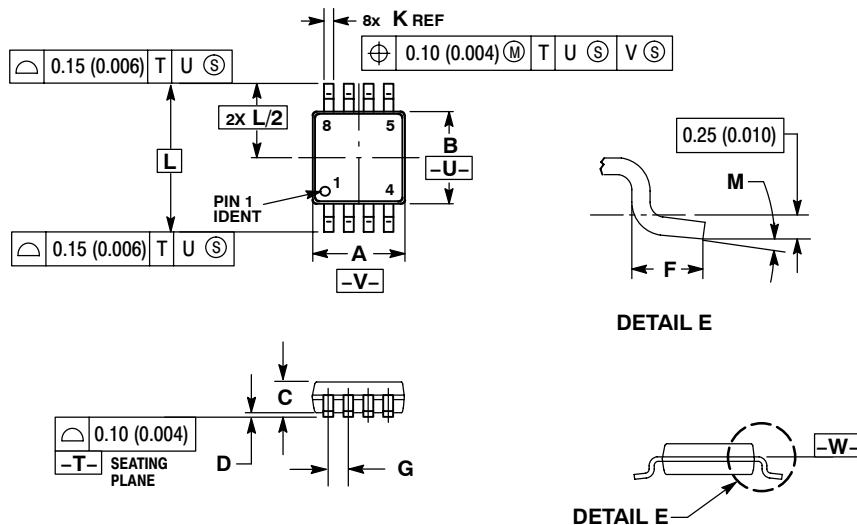 8x K REF
⌖ 0.10 (0.004) Ⓜ T U Ⓢ V Ⓢ
⌓ 0.15 (0.006) T U Ⓢ
2X L/2
8 5
B
-U-
L
1 4
PIN 1
IDENT
⌓ 0.15 (0.006) T U Ⓢ
A
-V-
0.25 (0.010)
M
F
DETAIL E
C
⌓ 0.10 (0.004)
-T- SEATING
PLANE
D
G
-W-
DETAIL E